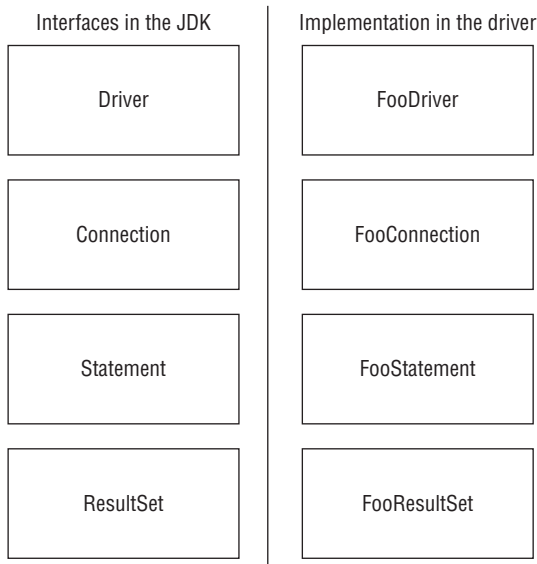 Interfaces in the JDK
Implementation in the driver
Driver
FooDriver
Connection
FooConnection
Statement
FooStatement
ResultSet
FooResultSet